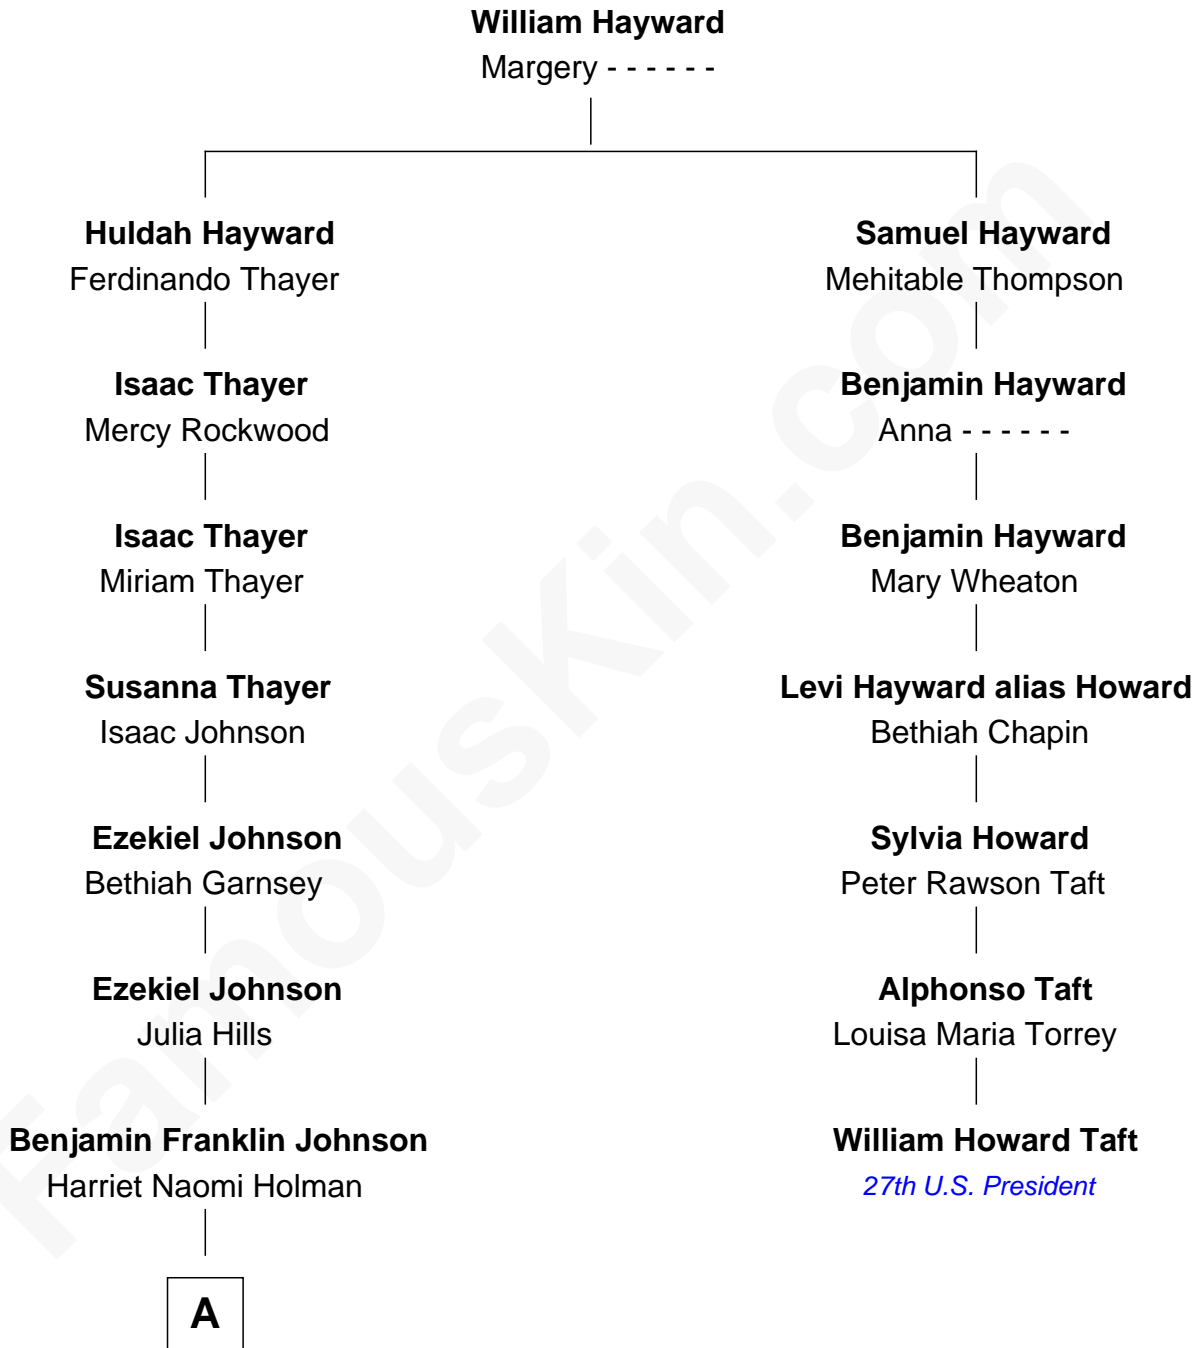 William Hayward
Margery - - - - - -
Huldah Hayward
Ferdinando Thayer
Samuel Hayward
Mehitable Thompson
Isaac Thayer
Mercy Rockwood
Benjamin Hayward
Anna - - - - - -
Isaac Thayer
Miriam Thayer
Benjamin Hayward
Mary Wheaton
Susanna Thayer
Isaac Johnson
Levi Hayward alias Howard
Bethiah Chapin
Ezekiel Johnson
Bethiah Garnsey
Sylvia Howard
Peter Rawson Taft
Ezekiel Johnson
Julia Hills
Alphonso Taft
Louisa Maria Torrey
Benjamin Franklin Johnson
Harriet Naomi Holman
William Howard Taft
27th U.S. President
A
FamousKin.com